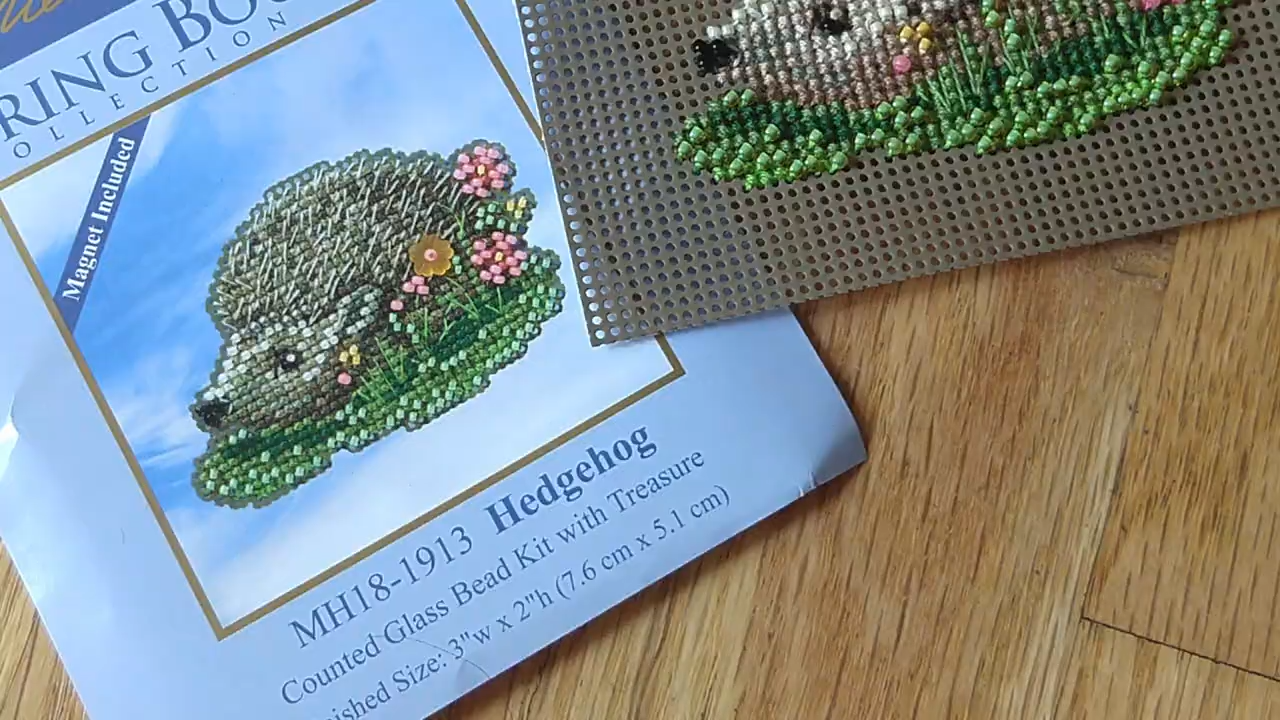 RING BO
OLLECTION
Magnet Included
MH18-1913 Hedgehog
Counted Glass Bead Kit with Treasure
ished Size: 3"w x 2"h (7.6 cm x 5.1 cm)